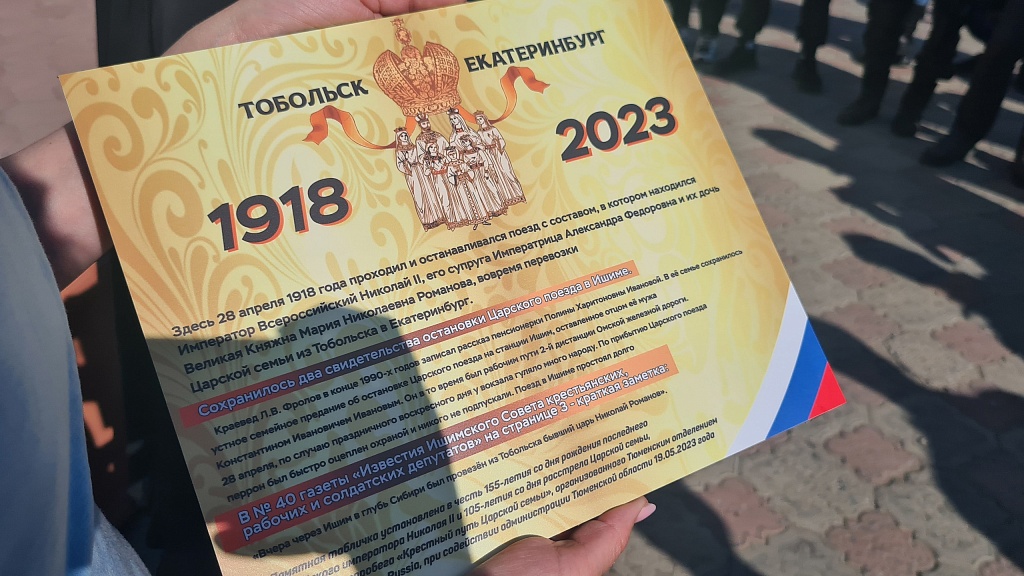 ТОБОЛЬСК ЕКАТЕРИНБУРГ
1918 2023
Здесь 28 апреля 1918 года проходил и останавливался поезд с составом, в котором находился
Император Всероссийский Николай II, его супруга Императрица Александра Федоровна и их дочь
Великая Княжна Мария Николаевна Романова, вовремя перевозки
Царской семьи из Тобольска в Екатеринбург.
Сохранилось два свидетельства остановки Царского поезда в Ишиме.
Краевед Л.В. Фролов в конце 1990-х годов записал рассказ пенсионерки Полины Харитоновны Ивановой. В её семье сохранилось
устное семейное предание об остановке Царского поезда на станции Ишим, оставленное отцом её мужа
Константином Ивановичем Ивановым. Он в то время был рабочим пути 2-й дистанции Омской железной дороги.
28 апреля, по случаю праздничного воскресного дня у вокзала гуляло много народу. По прибытию Царского поезда
перрон был быстро оцеплен охраной и никого не подпускали. Поезд в Ишиме простоял долго
В № 40 газеты «Известия Ишимского Совета крестьянских,
рабочих и солдатских депутатов» на странице 3 - краткая заметка:
«Вчера через Ишим в глубь Сибири был провезён из Тобольска бывший царь Николай Романов».
Памятная табличка установлена в честь 155-летия со дня рождения последнего
императора Николая II и 105-летия со дня расстрела Царской семьи,
«Крестный путь Царской семьи», организованного Тюменским отделением
Russia, при содействии администрации Тюменской области 19.05.2023 года